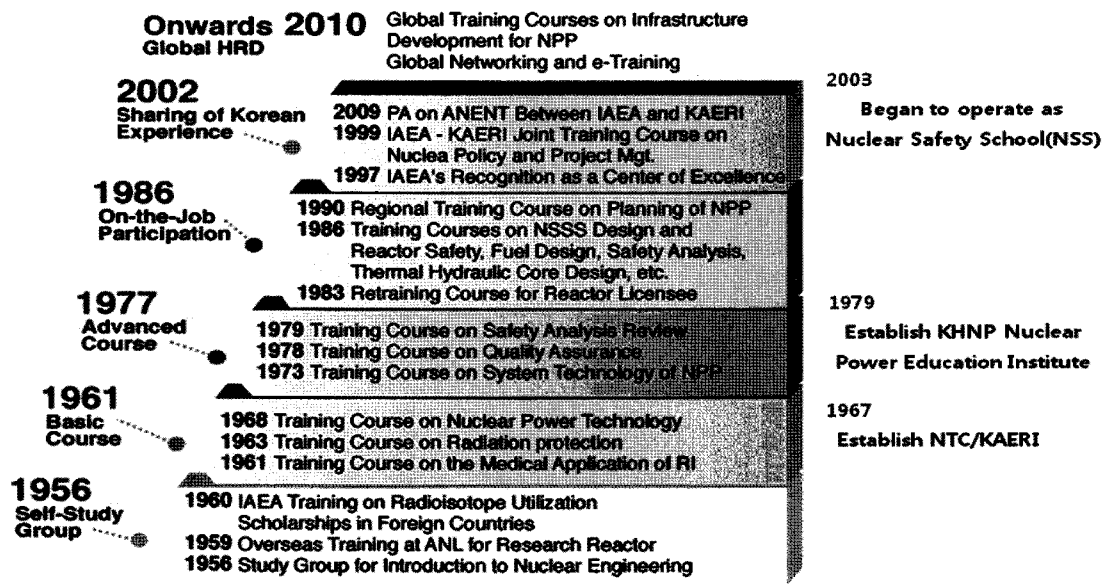 Onwards 2010
Global HRD
Global Training Courses on Infrastructure
Development for NPP
Global Networking and e-Training
2002
Sharing of Korean
Experience
2009 PA on ANENT Between IAEA and KAERI
1999 IAEA - KAERI Joint Training Course on
Nuclea Policy and Project Mgt.
1997 IAEA's Recognition as a Center of Excellence
2003
Began to operate as
Nuclear Safety School(NSS)
1986
On-the-Job
Participation
1990 Regional Training Course on Planning of NPP
1986 Training Courses on NSSS Design and
Reactor Safety, Fuel Design, Safety Analysis,
Thermal Hydraulic Core Design, etc.
1983 Retraining Course for Reactor Licensee
1977
Advanced
Course
1979 Training Course on Safety Analysis Review
1978 Training Course on Quality Assurance
1973 Training Course on System Technology of NPP
1979
Establish KHNP Nuclear
Power Education Institute
1961
Basic
Course
1968 Training Course on Nuclear Power Technology
1963 Training Course on Radiation protection
1961 Training Course on the Medical Application of RI
1967
Establish NTC/KAERI
1956
Self-Study
Group
1960 IAEA Training on Radioisotope Utilization
Scholarships in Foreign Countries
1959 Overseas Training at ANL for Research Reactor
1956 Study Group for Introduction to Nuclear Engineering